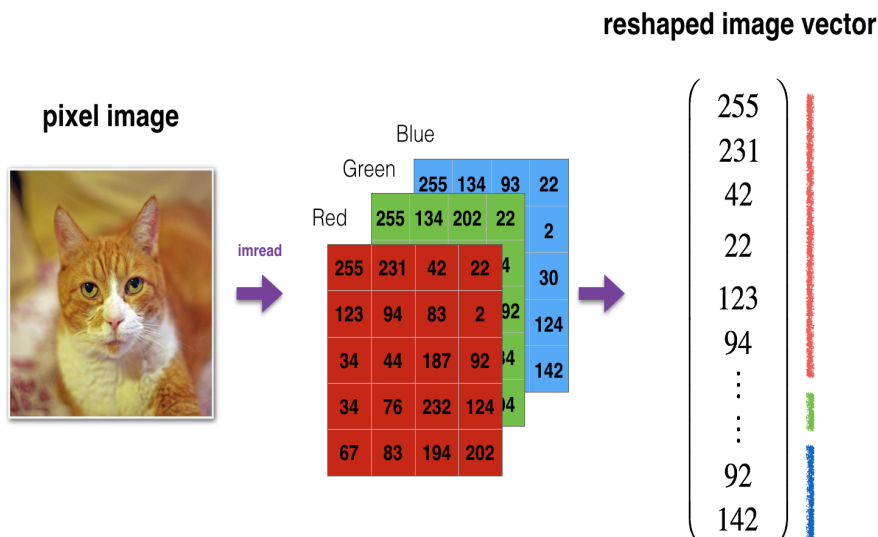 reshaped image vector
pixel image
Blue
Green
Red
imread
255 134 93 22
2
30
124
142
255 134 202 22
255 231 42 22
123 94 83 2
34 44 187 92
34 76 232 124
67 83 194 202
255
231
42
22
123
94
⋮
⋮
92
142